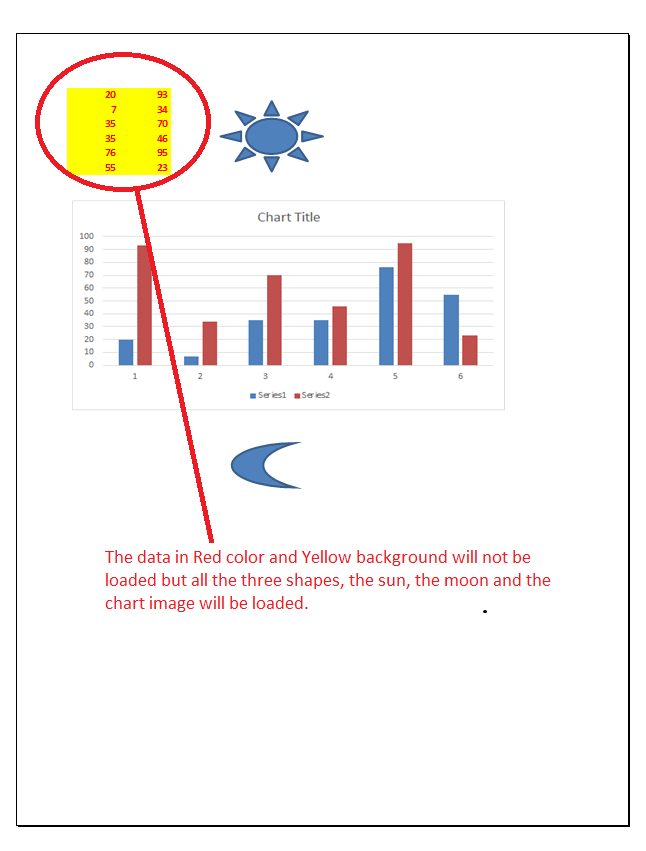 20 93
7 34
35 70
35 46
76 95
55 23
Chart Title
100
90
80
70
60
50
40
30
20
10
0
1 2 3 4 5 6
Series1 Series2
The data in Red color and Yellow background will not be
loaded but all the three shapes, the sun, the moon and the
chart image will be loaded.